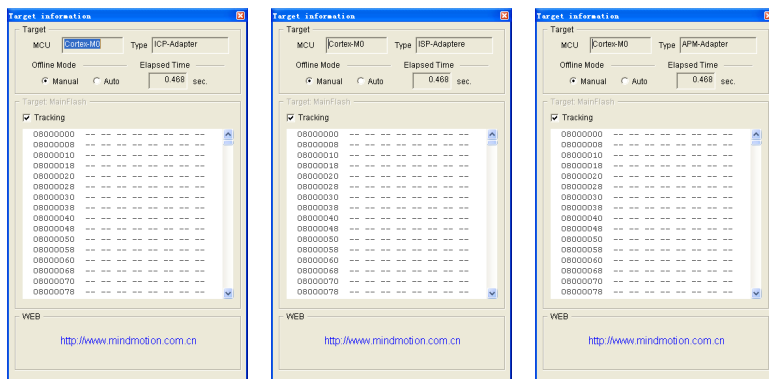 Target information
Target
MCU Cortex-M0 Type ICP-Adapter
Offline Mode Elapsed Time
Manual Auto 0.468 sec.
Target MainFlash
Tracking
08000000 -- -- -- -- -- -- -- --
08000008 -- -- -- -- -- -- -- --
08000010 -- -- -- -- -- -- -- --
08000018 -- -- -- -- -- -- -- --
08000020 -- -- -- -- -- -- -- --
08000028 -- -- -- -- -- -- -- --
08000030 -- -- -- -- -- -- -- --
08000038 -- -- -- -- -- -- -- --
08000040 -- -- -- -- -- -- -- --
08000048 -- -- -- -- -- -- -- --
08000050 -- -- -- -- -- -- -- --
08000058 -- -- -- -- -- -- -- --
08000060 -- -- -- -- -- -- -- --
08000068 -- -- -- -- -- -- -- --
08000070 -- -- -- -- -- -- -- --
08000078 -- -- -- -- -- -- -- --
WEB
http://www.mindmotion.com.cn
Target information
Target
MCU Cortex-M0 Type ISP-Adaptere
Offline Mode Elapsed Time
Manual Auto 0.468 sec.
Target MainFlash
Tracking
08000000 -- -- -- -- -- -- -- --
08000008 -- -- -- -- -- -- -- --
08000010 -- -- -- -- -- -- -- --
08000018 -- -- -- -- -- -- -- --
08000020 -- -- -- -- -- -- -- --
08000028 -- -- -- -- -- -- -- --
08000030 -- -- -- -- -- -- -- --
08000038 -- -- -- -- -- -- -- --
08000040 -- -- -- -- -- -- -- --
08000048 -- -- -- -- -- -- -- --
08000050 -- -- -- -- -- -- -- --
08000058 -- -- -- -- -- -- -- --
08000060 -- -- -- -- -- -- -- --
08000068 -- -- -- -- -- -- -- --
08000070 -- -- -- -- -- -- -- --
08000078 -- -- -- -- -- -- -- --
WEB
http://www.mindmotion.com.cn
Target information
Target
MCU Cortex-M0 Type APM-Adapter
Offline Mode Elapsed Time
Manual Auto 0.468 sec.
Target MainFlash
Tracking
08000000 -- -- -- -- -- -- -- --
08000008 -- -- -- -- -- -- -- --
08000010 -- -- -- -- -- -- -- --
08000018 -- -- -- -- -- -- -- --
08000020 -- -- -- -- -- -- -- --
08000028 -- -- -- -- -- -- -- --
08000030 -- -- -- -- -- -- -- --
08000038 -- -- -- -- -- -- -- --
08000040 -- -- -- -- -- -- -- --
08000048 -- -- -- -- -- -- -- --
08000050 -- -- -- -- -- -- -- --
08000058 -- -- -- -- -- -- -- --
08000060 -- -- -- -- -- -- -- --
08000068 -- -- -- -- -- -- -- --
08000070 -- -- -- -- -- -- -- --
08000078 -- -- -- -- -- -- -- --
WEB
http://www.mindmotion.com.cn